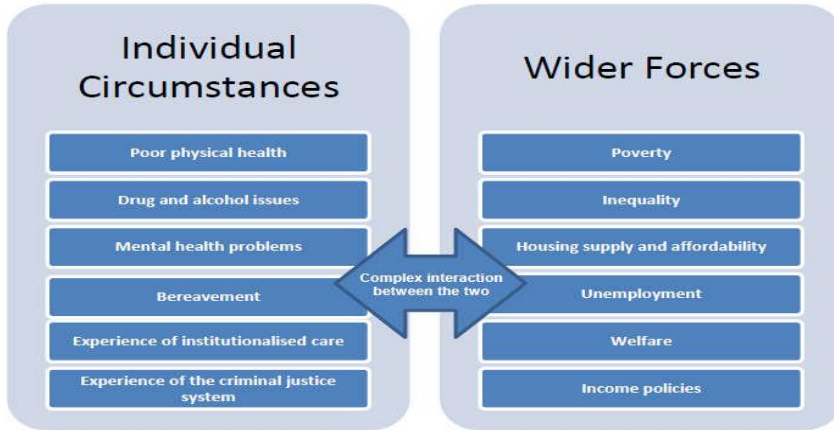 Individual
Circumstances
Poor physical health
Drug and alcohol issues
Mental health problems
Bereavement
Experience of institutionalised care
Experience of the criminal justice
system
Complex interaction
between the two
Wider Forces
Poverty
Inequality
Housing supply and affordability
Unemployment
Welfare
Income policies